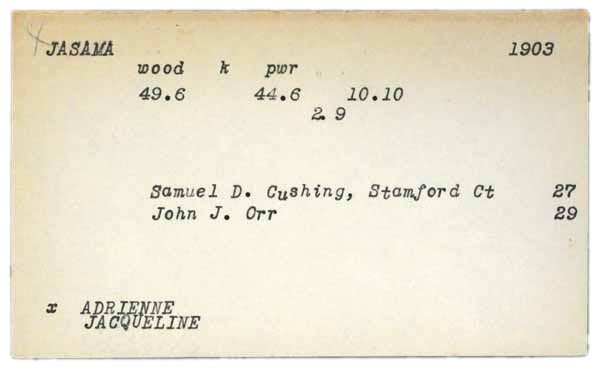 JASAMA 1903
wood k pwr
49.6 44.6 10.10
2.9
Samuel D. Cushing, Stamford Ct 27
John J. Orr 29
x ADRIENNE
JACQUELINE